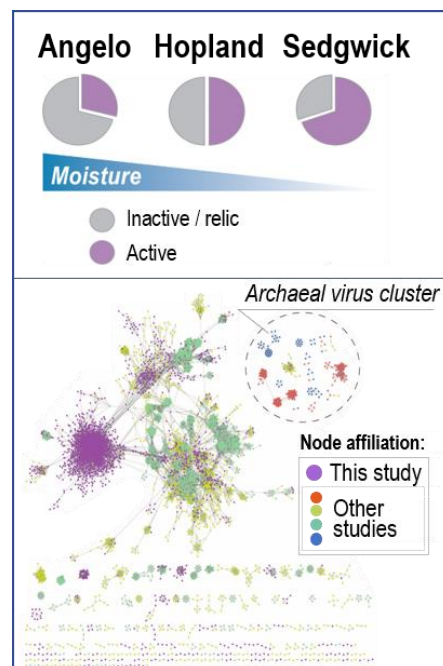 Angelo Hopland Sedgwick
Moisture
Inactive / relic
Active
Archaeal virus cluster
Node affiliation:
This study
Other
studies